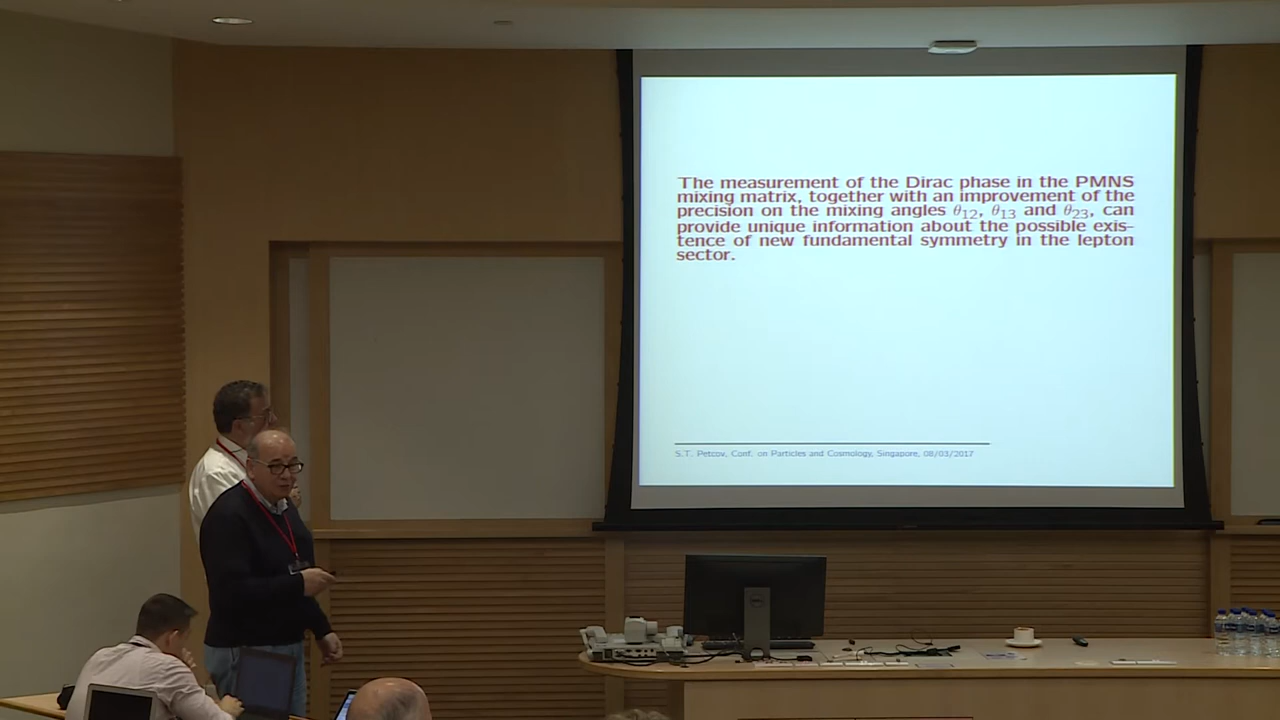 The measurement of the Dirac phase in the PMNS
mixing matrix, together with an improvement of the
precision on the mixing angles θ12, θ13 and θ23, can
provide unique information about the possible exis-
tence of new fundamental symmetry in the lepton
sector.
S.T. Petcov, Conf. on Particles and Cosmology, Singapore, 08/03/2017